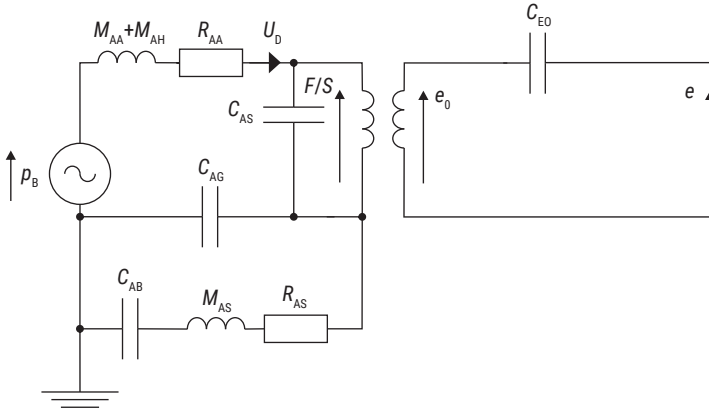 M_AA+M_AH R_AA U_D C_EO
F/S
C_AS e_0 e
p_B C_AG
C_AB M_AS R_AS